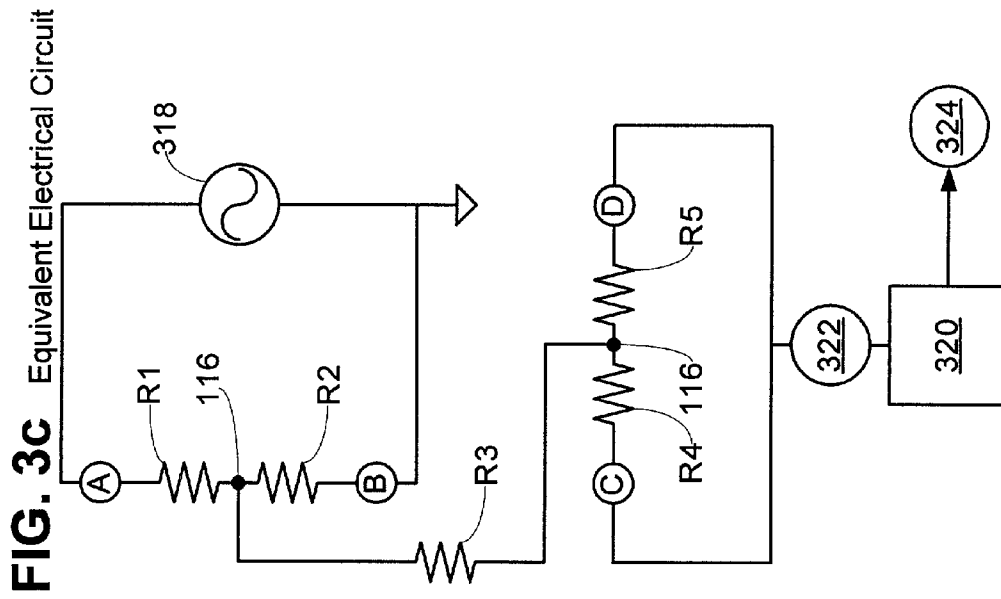 FIG. 3c Equivalent Electrical Circuit
318
A
R1
116
R2
B
R3
D
R5
116
R4
C
322
320
324